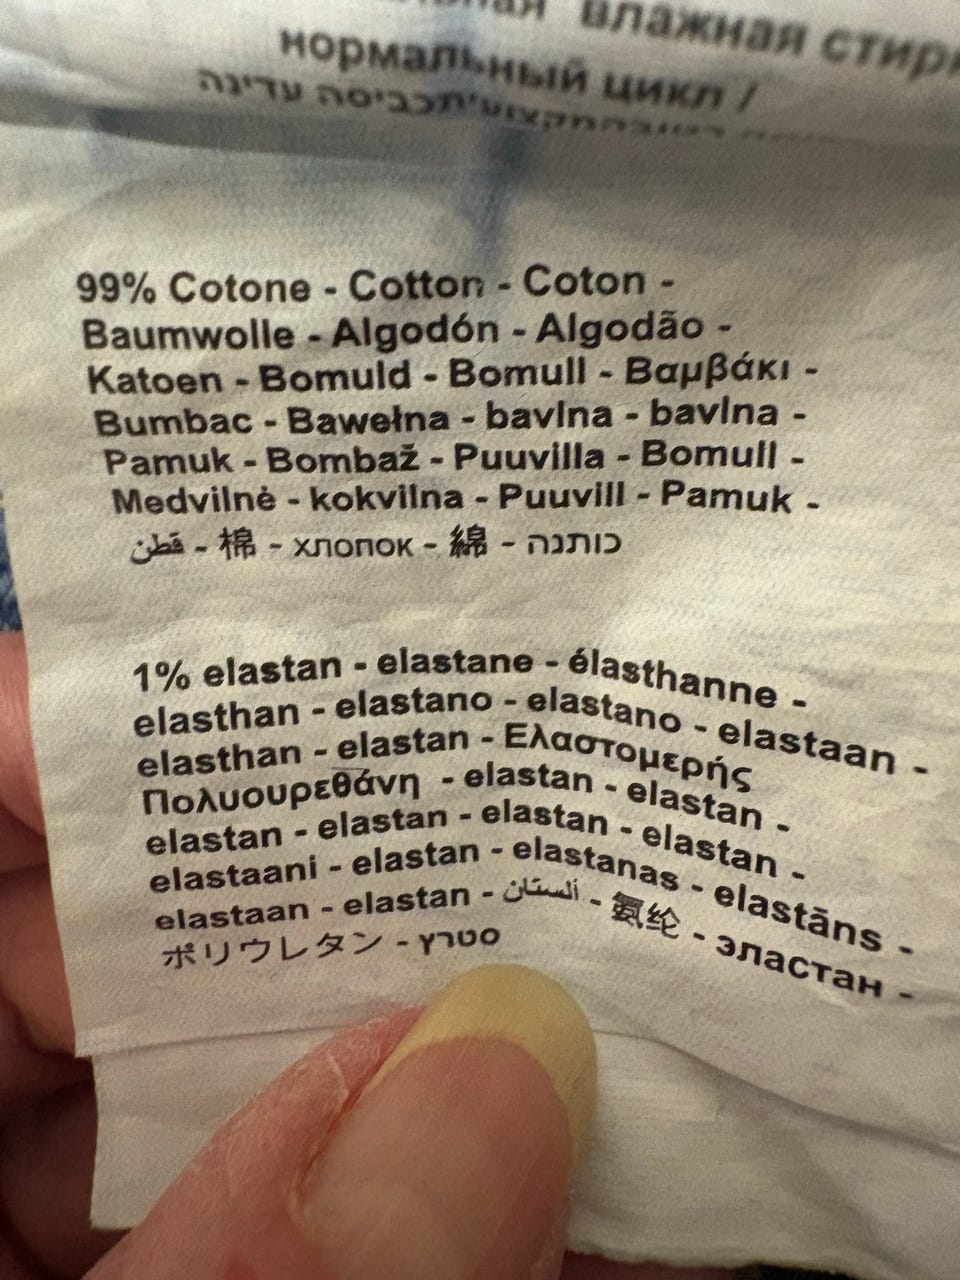 влажная
нормальный цикл /
תכביסה עדינה
99% Cotone - Cotton - Coton -
Baumwolle - Algodón - Algodão -
Katoen - Bomuld - Bomull - Βαμβάκι -
Bumbac - Bawełna - bavlna - bavlna -
Pamuk - Bombaž - Puuvilla - Bomull -
Medvilnė - kokvilna - Puuvill - Pamuk -
قطن - 棉 - хлопок - 綿 - כותנה
1% elastan - elastane - élasthanne -
elasthan - elastano - elastano - elastaan -
elasthan - elastan - Ελαστομερής
Πολυουρεθάνη - elastan - elastan -
elastan - elastan - elastan - elastan -
elastaani - elastan - elastanas - elastāns -
elastaan - elastan - ألستان - 氨纶 - эластан -
ポリウレタン - סטרץ